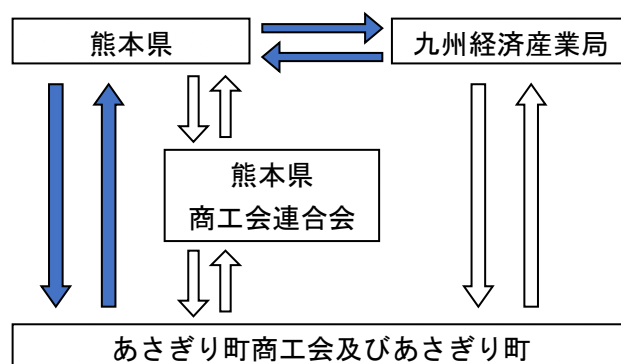 熊本県
九州経済産業局
熊本県
商工会連合会
あさぎり町商工会及びあさぎり町